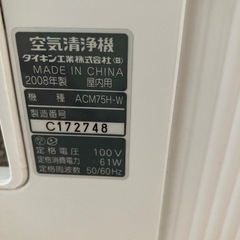 空気清浄機
ダイキン工業株式会社(B)
MADE IN CHINA
2008年製 屋内用
機種 ACM75H-W
製造番号
C172748
定格電圧 100V
定格消費電力 61W
定格周波数 50/60Hz